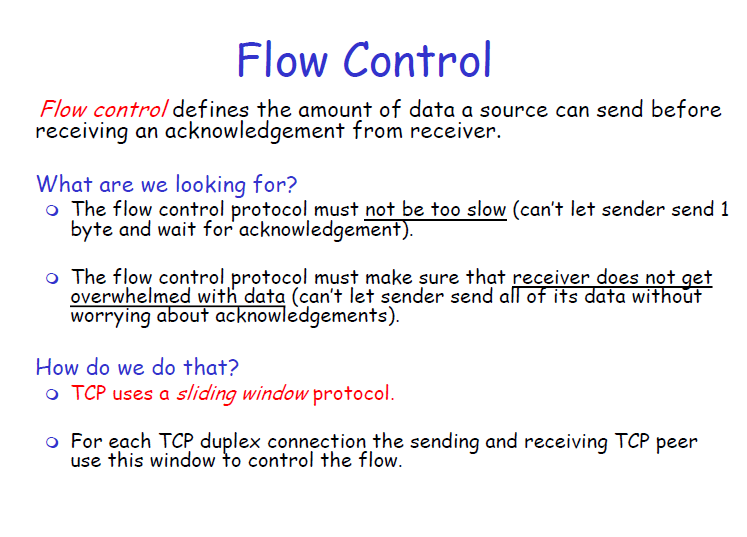 Flow Control
Flow control defines the amount of data a source can send before
receiving an acknowledgement from receiver.
What are we looking for?
The flow control protocol must not be too slow (can't let sender send 1
byte and wait for acknowledgement).
The flow control protocol must make sure that receiver does not get
overwhelmed with data (can't let sender send all of its data without
worrying about acknowledgements).
How do we do that?
TCP uses a sliding window protocol.
For each TCP duplex connection the sending and receiving TCP peer
use this window to control the flow.